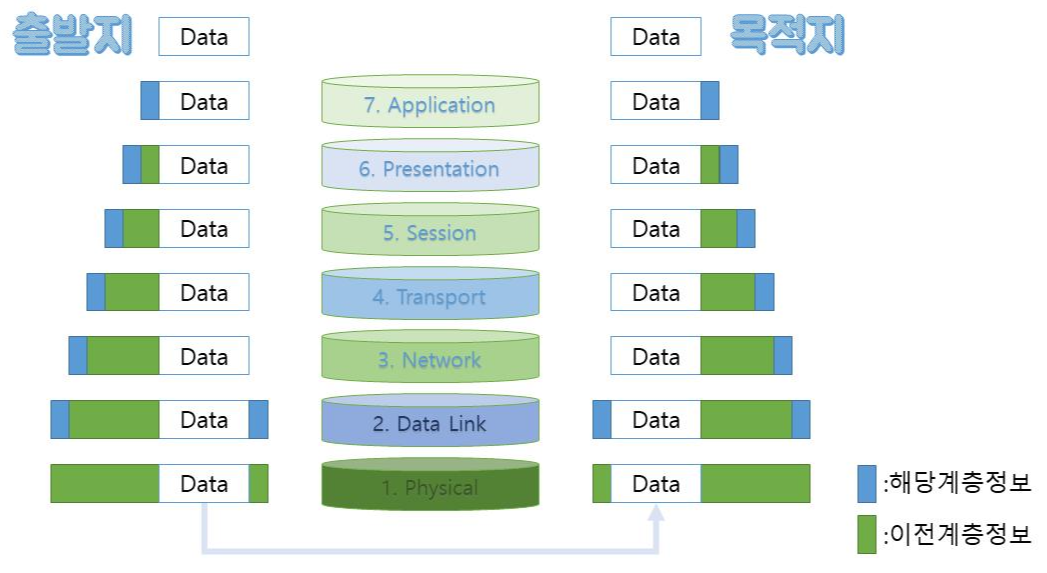 출발지 Data Data 목적지
Data 7. Application Data
Data 6. Presentation Data
Data 5. Session Data
Data 4. Transport Data
Data 3. Network Data
Data 2. Data Link Data
Data 1. Physical Data
:해당계층정보
:이전계층정보